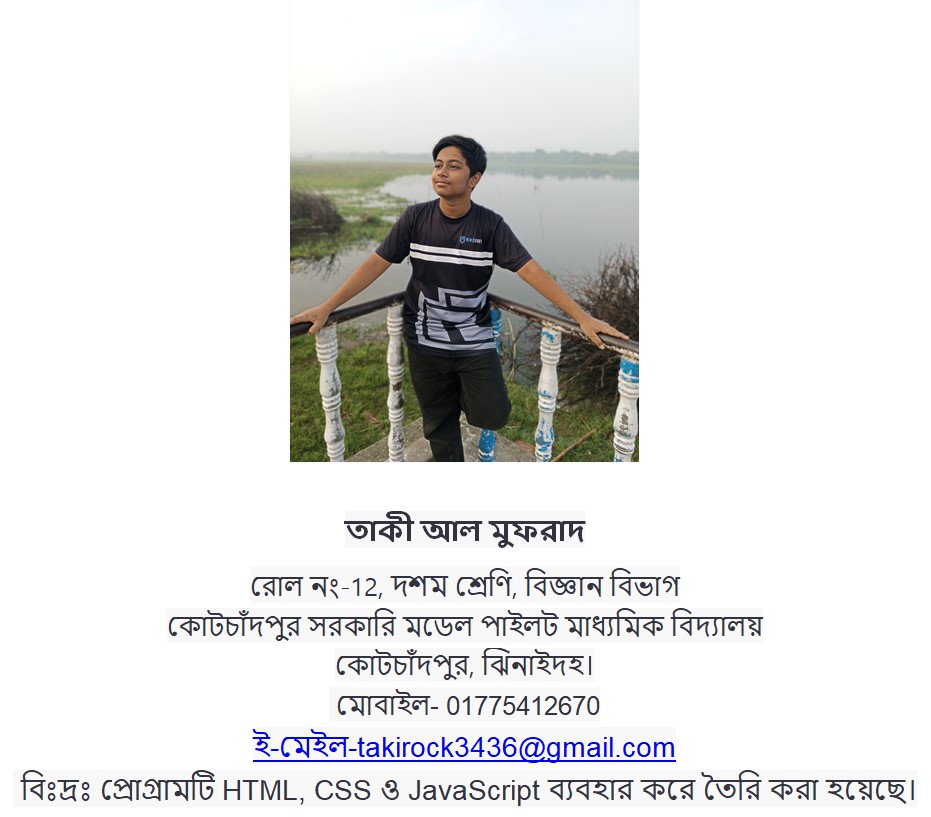 তাকী আল মুফরাদ
রোল নং-12, দশম শ্রেণি, বিজ্ঞান বিভাগ
কোটচাঁদপুর সরকারি মডেল পাইলট মাধ্যমিক বিদ্যালয়
কোটচাঁদপুর, ঝিনাইদহ।
মোবাইল- 01775412670
ই-মেইল-takirock3436@gmail.com
বিঃদ্রঃ প্রোগ্রামটি HTML, CSS ও JavaScript ব্যবহার করে তৈরি করা হয়েছে।